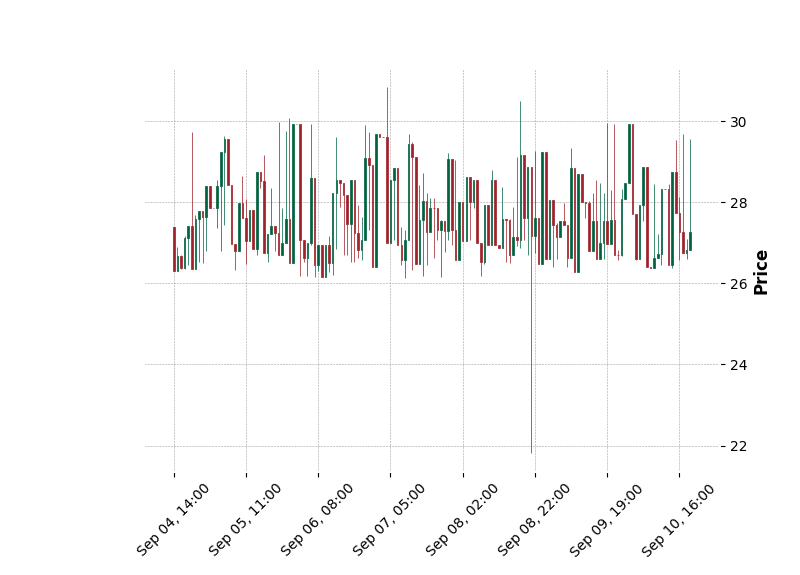 30
28
26
24
22
Price
Sep 04, 14:00
Sep 05, 11:00
Sep 06, 08:00
Sep 07, 05:00
Sep 08, 02:00
Sep 08, 22:00
Sep 09, 19:00
Sep 10, 16:00